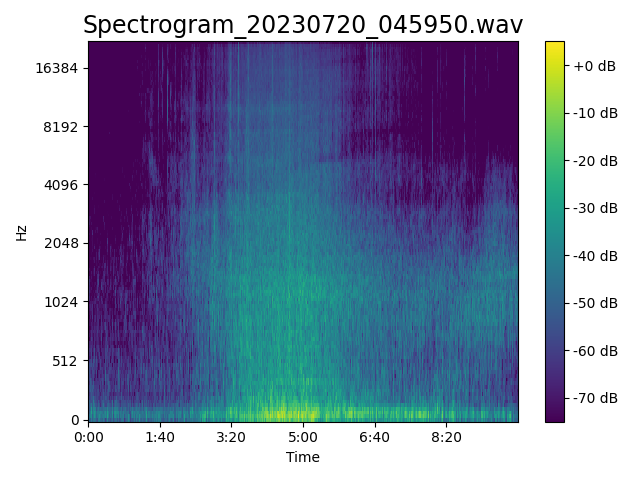 Spectrogram_20230720_045950.wav
16384
8192
4096
2048
1024
512
0
Hz
0:00 1:40 3:20 5:00 6:40 8:20
Time
+0 dB
-10 dB
-20 dB
-30 dB
-40 dB
-50 dB
-60 dB
-70 dB